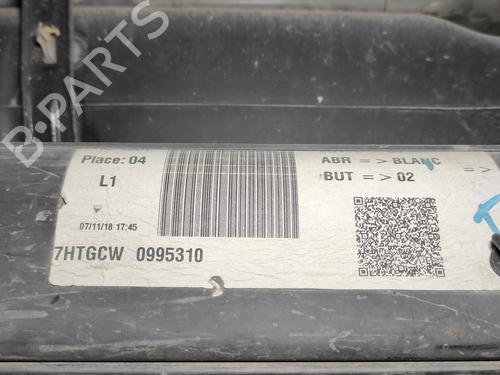 B-PARTS
Place: 04
L1
07/11/18 17:45
7HTGCW 0995310
ABR = > BLANC = >
BUT = > 02